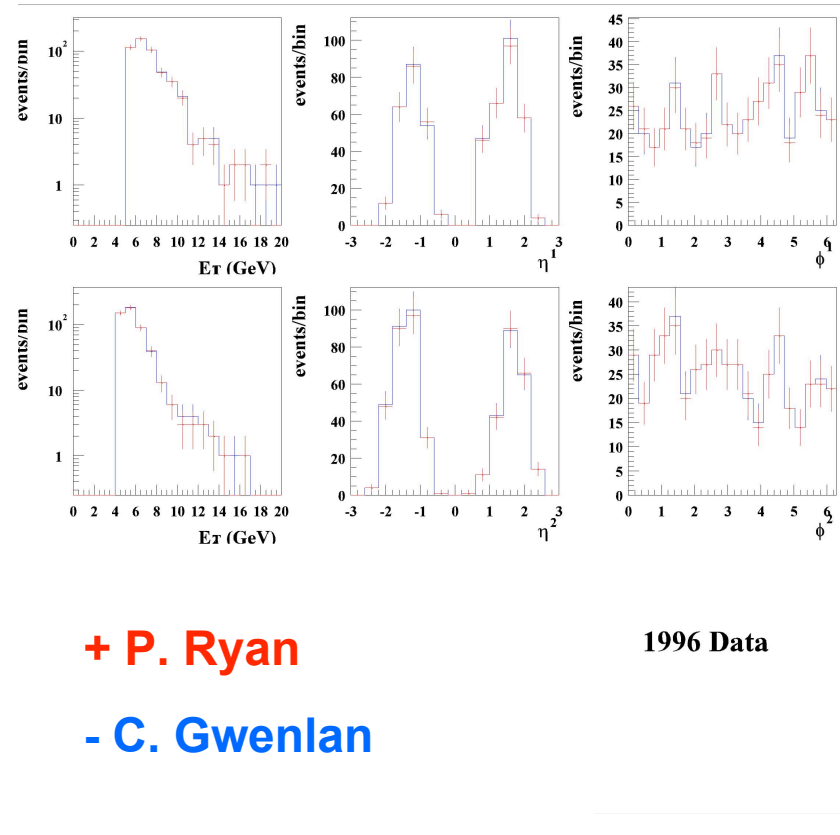 events/bin
10²
10
1
0 2 4 6 8 10 12 14 16 18 20
Eᴛ (GeV)
events/bin
100
80
60
40
20
0
-3 -2 -1 0 1 2 3
η¹
events/bin
45
40
35
30
25
20
15
10
5
0
0 1 2 3 4 5 6
ϕ¹
events/bin
10²
10
1
0 2 4 6 8 10 12 14 16 18 20
Eᴛ (GeV)
events/bin
100
80
60
40
20
0
-3 -2 -1 0 1 2 3
η²
events/bin
40
35
30
25
20
15
10
5
0
0 1 2 3 4 5 6
ϕ²
+ P. Ryan
1996 Data
- C. Gwenlan